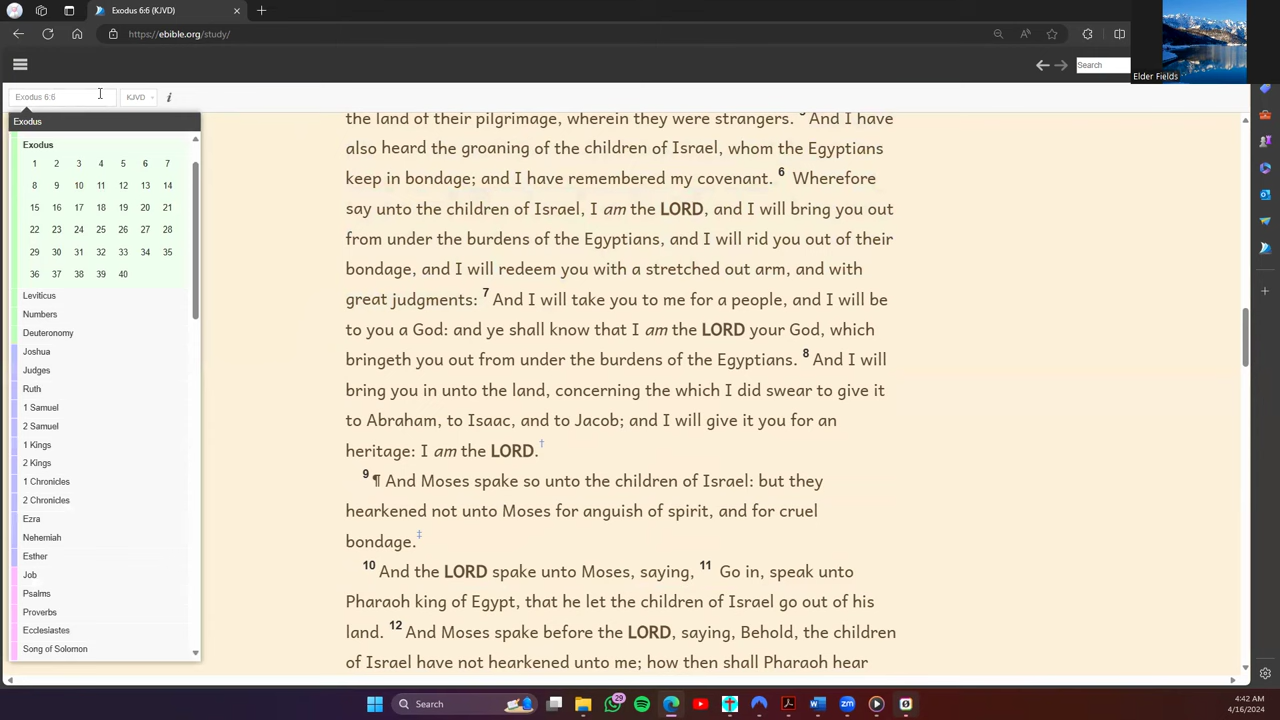 Exodus 6:6 (KJVD)
https://ebible.org/study/
Search
Elder Fields
Exodus 6:6
KJVD
i
Exodus
Exodus
1 2 3 4 5 6 7
8 9 10 11 12 13 14
15 16 17 18 19 20 21
22 23 24 25 26 27 28
29 30 31 32 33 34 35
36 37 38 39 40
Leviticus
Numbers
Deuteronomy
Joshua
Judges
Ruth
1 Samuel
2 Samuel
1 Kings
2 Kings
1 Chronicles
2 Chronicles
Ezra
Nehemiah
Esther
Job
Psalms
Proverbs
Ecclesiastes
Song of Solomon
the land of their pilgrimage, wherein they were strangers. 5 And I have
also heard the groaning of the children of Israel, whom the Egyptians
keep in bondage; and I have remembered my covenant. 6 Wherefore
say unto the children of Israel, I am the LORD, and I will bring you out
from under the burdens of the Egyptians, and I will rid you out of their
bondage, and I will redeem you with a stretched out arm, and with
great judgments: 7 And I will take you to me for a people, and I will be
to you a God: and ye shall know that I am the LORD your God, which
bringeth you out from under the burdens of the Egyptians. 8 And I will
bring you in unto the land, concerning the which I did swear to give it
to Abraham, to Isaac, and to Jacob; and I will give it you for an
heritage: I am the LORD.†
9 ¶ And Moses spake so unto the children of Israel: but they
hearkened not unto Moses for anguish of spirit, and for cruel
bondage.‡
10 And the LORD spake unto Moses, saying, 11 Go in, speak unto
Pharaoh king of Egypt, that he let the children of Israel go out of his
land. 12 And Moses spake before the LORD, saying, Behold, the children
of Israel have not hearkened unto me; how then shall Pharaoh hear
Search
29
zm
4:42 AM
4/16/2024